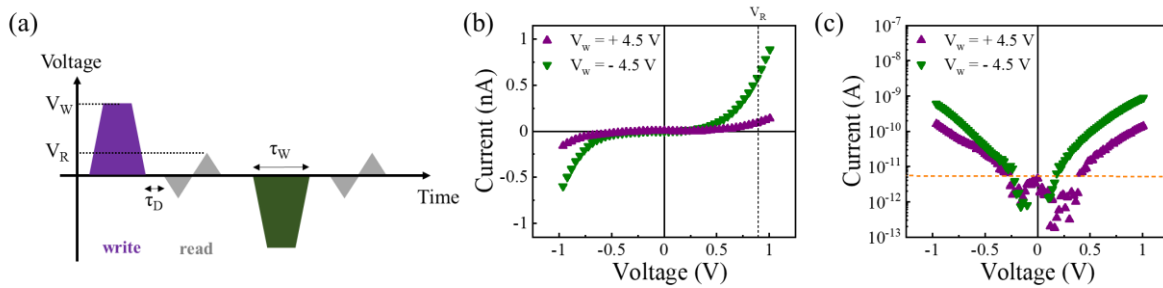 (a)
Voltage
V_W
V_R
τ_W
τ_D
Time
write
read
(b)
V_R
V_w = + 4.5 V
V_w = - 4.5 V
Current (nA)
1
0.5
0
-0.5
-1
-1 -0.5 0 0.5 1
Voltage (V)
(c)
V_w = + 4.5 V
V_w = - 4.5 V
Current (A)
10^-7
10^-8
10^-9
10^-10
10^-11
10^-12
10^-13
-1 -0.5 0 0.5 1
Voltage (V)